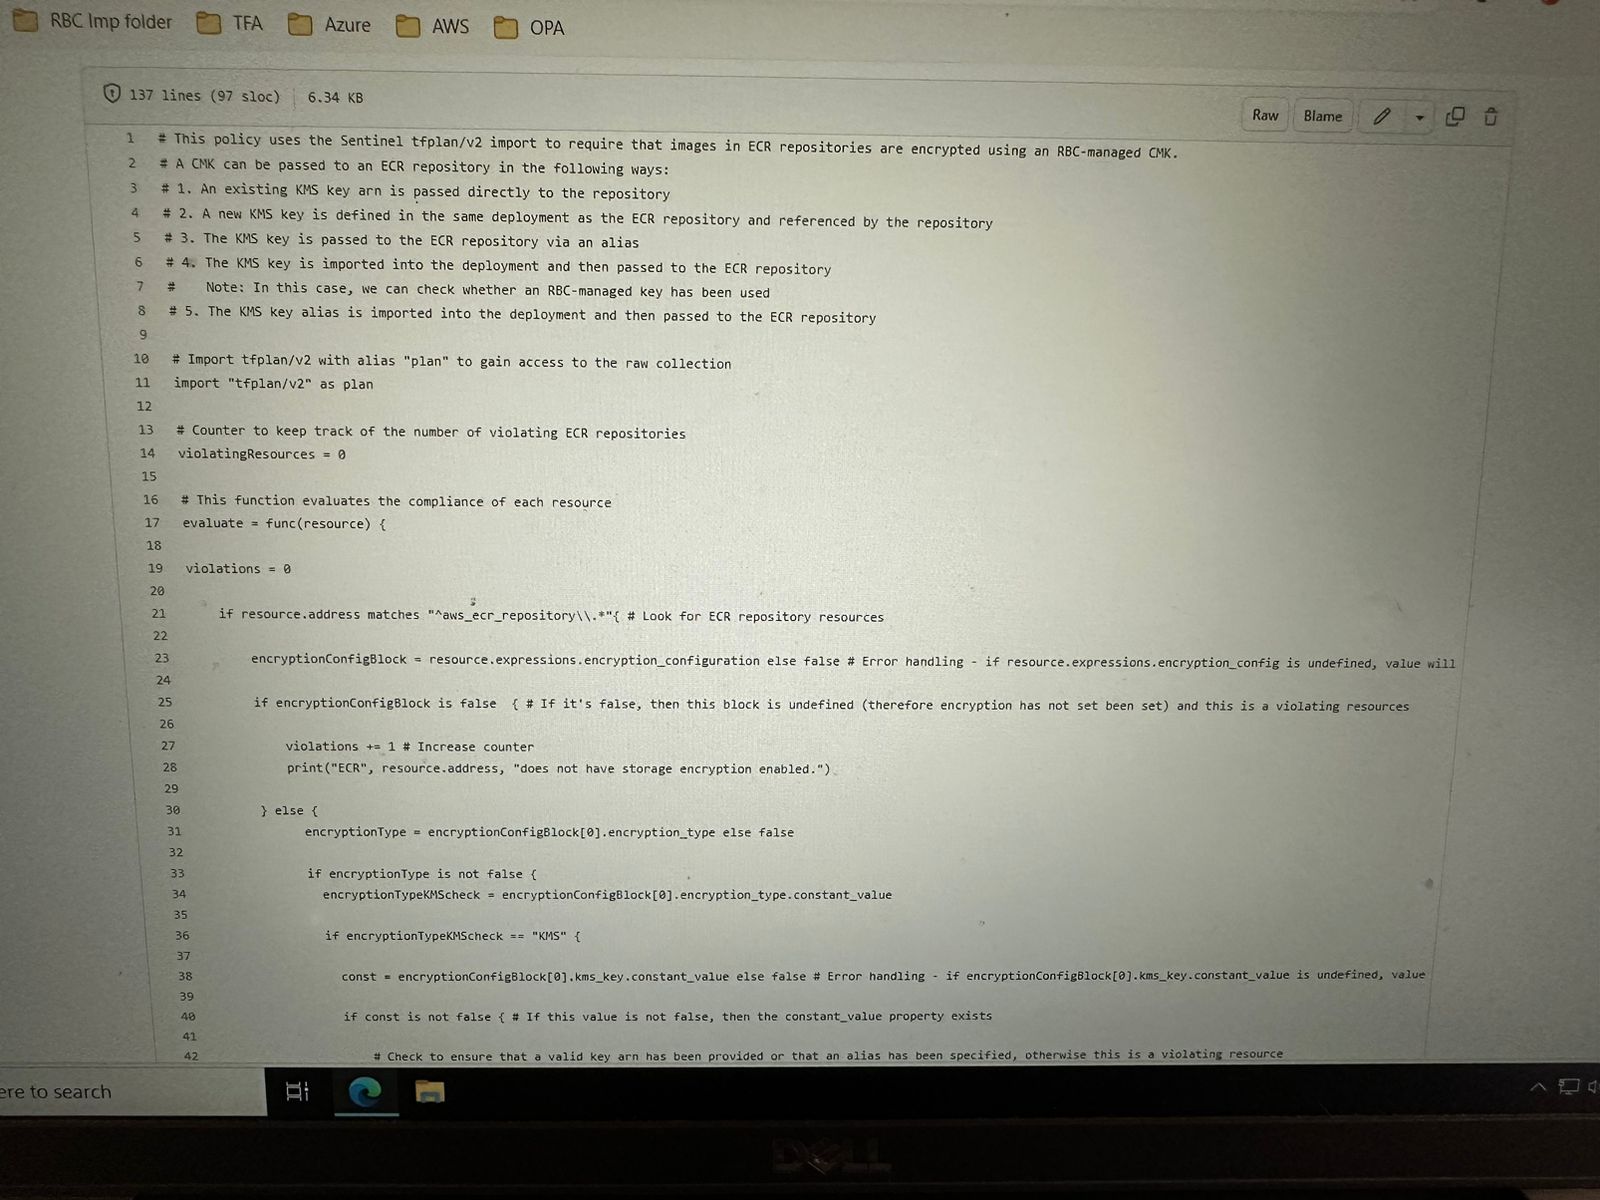 RBC Imp folder TFA Azure AWS OPA
137 lines (97 sloc) 6.34 KB
Raw Blame
1 # This policy uses the Sentinel tfplan/v2 import to require that images in ECR repositories are encrypted using an RBC-managed CMK.
2 # A CMK can be passed to an ECR repository in the following ways:
3 # 1. An existing KMS key arn is passed directly to the repository
4 # 2. A new KMS key is defined in the same deployment as the ECR repository and referenced by the repository
5 # 3. The KMS key is passed to the ECR repository via an alias
6 # 4. The KMS key is imported into the deployment and then passed to the ECR repository
7 # Note: In this case, we can check whether an RBC-managed key has been used
8 # 5. The KMS key alias is imported into the deployment and then passed to the ECR repository
9
10 # Import tfplan/v2 with alias "plan" to gain access to the raw collection
11 import "tfplan/v2" as plan
12
13 # Counter to keep track of the number of violating ECR repositories
14 violatingResources = 0
15
16 # This function evaluates the compliance of each resource
17 evaluate = func(resource) {
18
19 violations = 0
20
21 if resource.address matches "^aws_ecr_repository\\.*"{ # Look for ECR repository resources
22
23 encryptionConfigBlock = resource.expressions.encryption_configuration else false # Error handling - if resource.expressions.encryption_config is undefined, value will
24
25 if encryptionConfigBlock is false { # If it's false, then this block is undefined (therefore encryption has not set been set) and this is a violating resources
26
27 violations += 1 # Increase counter
28 print("ECR", resource.address, "does not have storage encryption enabled.")
29
30 } else {
31 encryptionType = encryptionConfigBlock[0].encryption_type else false
32
33 if encryptionType is not false {
34 encryptionTypeKMScheck = encryptionConfigBlock[0].encryption_type.constant_value
35
36 if encryptionTypeKMScheck == "KMS" {
37
38 const = encryptionConfigBlock[0].kms_key.constant_value else false # Error handling - if encryptionConfigBlock[0].kms_key.constant_value is undefined, value
39
40 if const is not false { # If this value is not false, then the constant_value property exists
41
42 # Check to ensure that a valid key arn has been provided or that an alias has been specified, otherwise this is a violating resource
ere to search
DELL